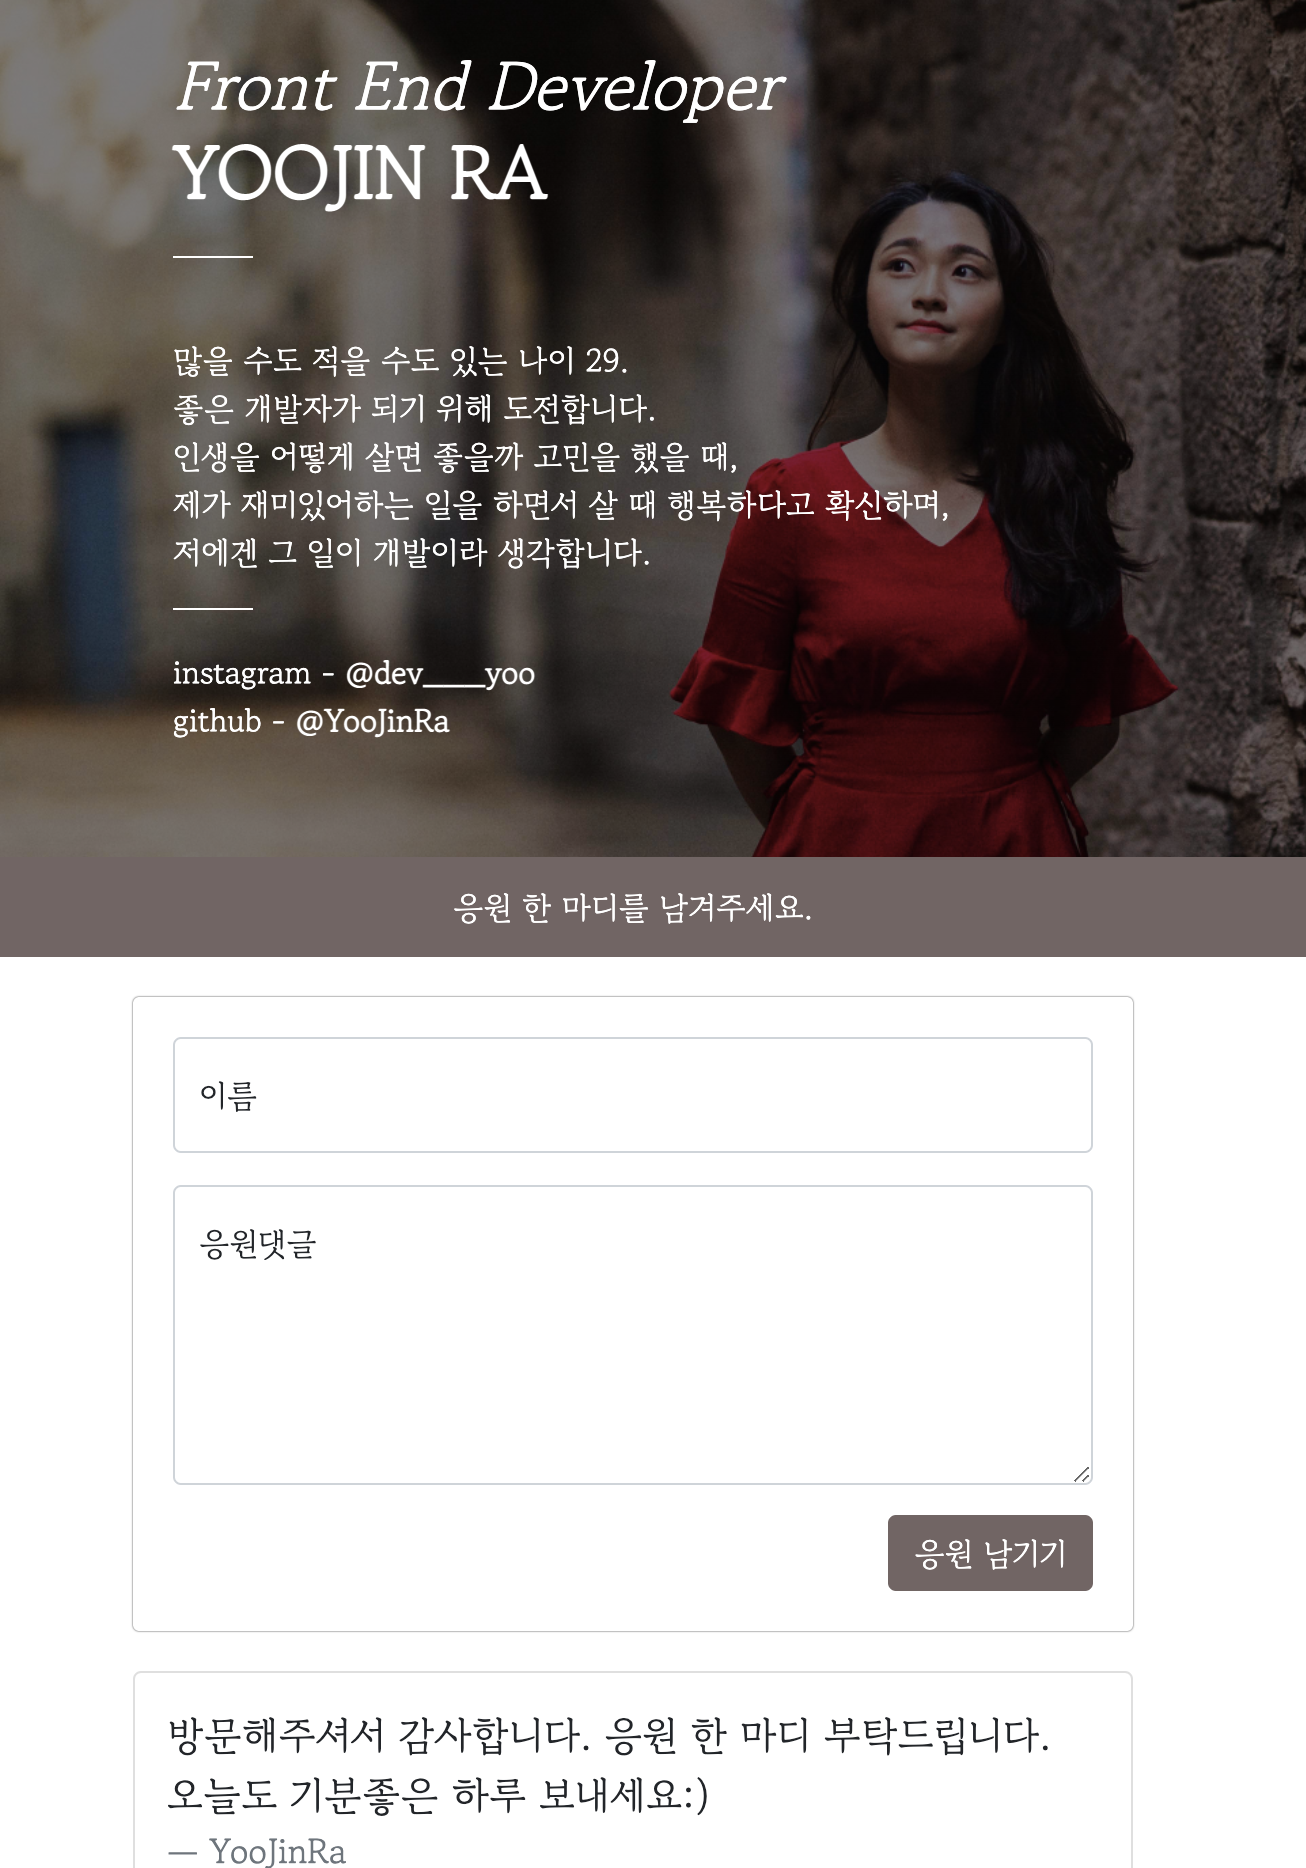 Front End Developer
YOOJIN RA
많을 수도 적을 수도 있는 나이 29.
좋은 개발자가 되기 위해 도전합니다.
인생을 어떻게 살면 좋을까 고민을 했을 때,
제가 재미있어하는 일을 하면서 살 때 행복하다고 확신하며,
저에겐 그 일이 개발이라 생각합니다.
instagram - @dev____yoo
github - @YooJinRa
응원 한 마디를 남겨주세요.
이름
응원댓글
응원 남기기
방문해주셔서 감사합니다. 응원 한 마디 부탁드립니다.
오늘도 기분좋은 하루 보내세요:)
— YooJinRa